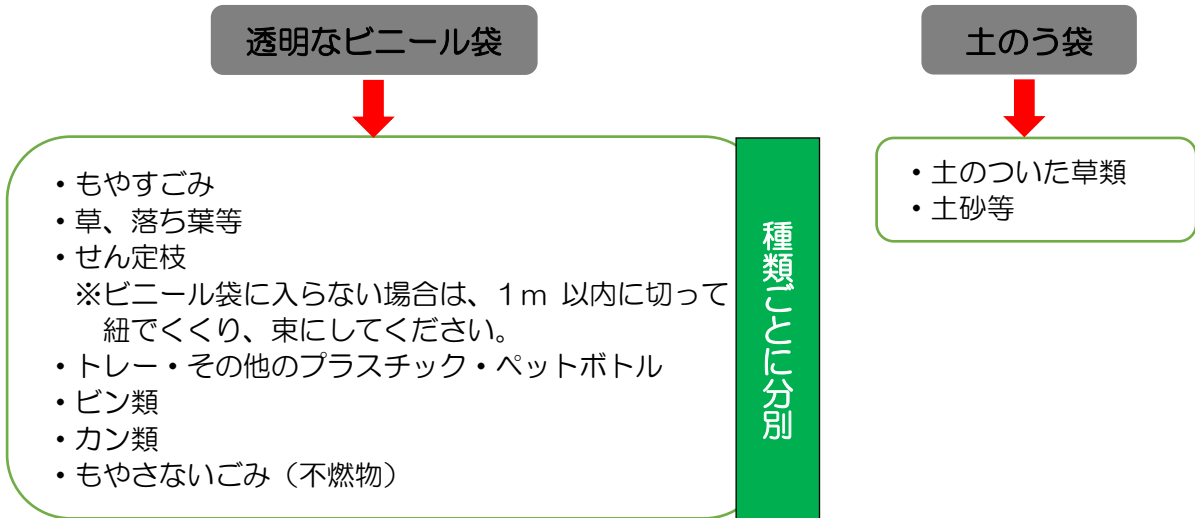 透明なビニール袋
・もやすごみ
・草、落ち葉等
・せん定枝
※ビニール袋に入らない場合は、1m 以内に切って
紐でくくり、束にしてください。
・トレー・その他のプラスチック・ペットボトル
・ビン類
・カン類
・もやさないごみ(不燃物)
種類ごとに分別
土のう袋
・土のついた草類
・土砂等